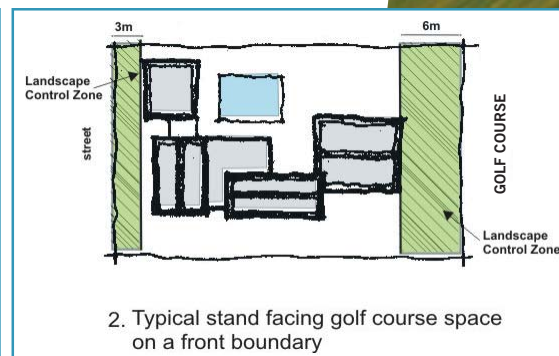 3m
6m
Landscape
Control Zone
street
GOLF COURSE
Landscape
Control Zone
2. Typical stand facing golf course space
on a front boundary